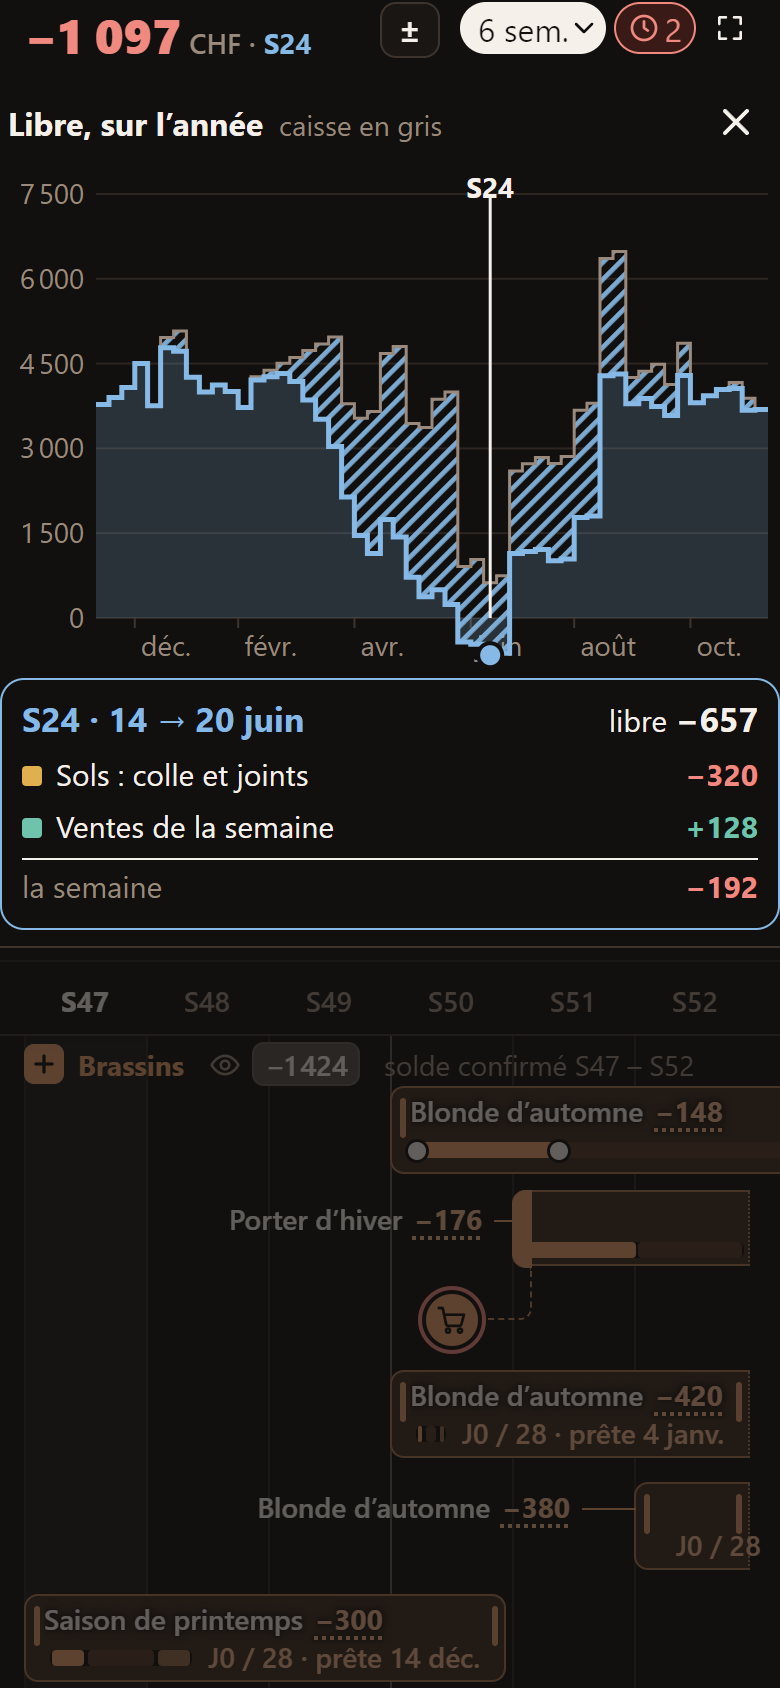 −1 097 CHF · S24 ± 6 sem. 2
Libre, sur l’année caisse en gris
S24
7 500
6 000
4 500
3 000
1 500
0
déc. févr. avr. août oct.
S24 · 14 → 20 juin libre −657
Sols : colle et joints −320
Ventes de la semaine +128
la semaine −192
S47 S48 S49 S50 S51 S52
+ Brassins −1 424 solde confirmé S47 – S52
Blonde d’automne −148
Porter d’hiver −176
Blonde d’automne −420
J0 / 28 · prête 4 janv.
Blonde d’automne −380
J0 / 28
Saison de printemps −300
J0 / 28 · prête 14 déc.